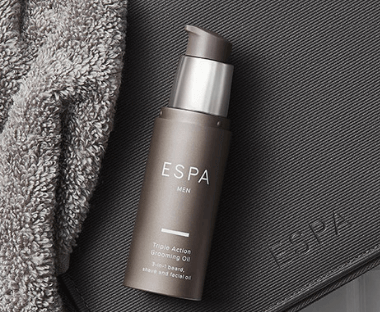 ESPA
MEN
Triple Action
Grooming Oil
3-in-1 beard,
shave and facial oil
ESPA